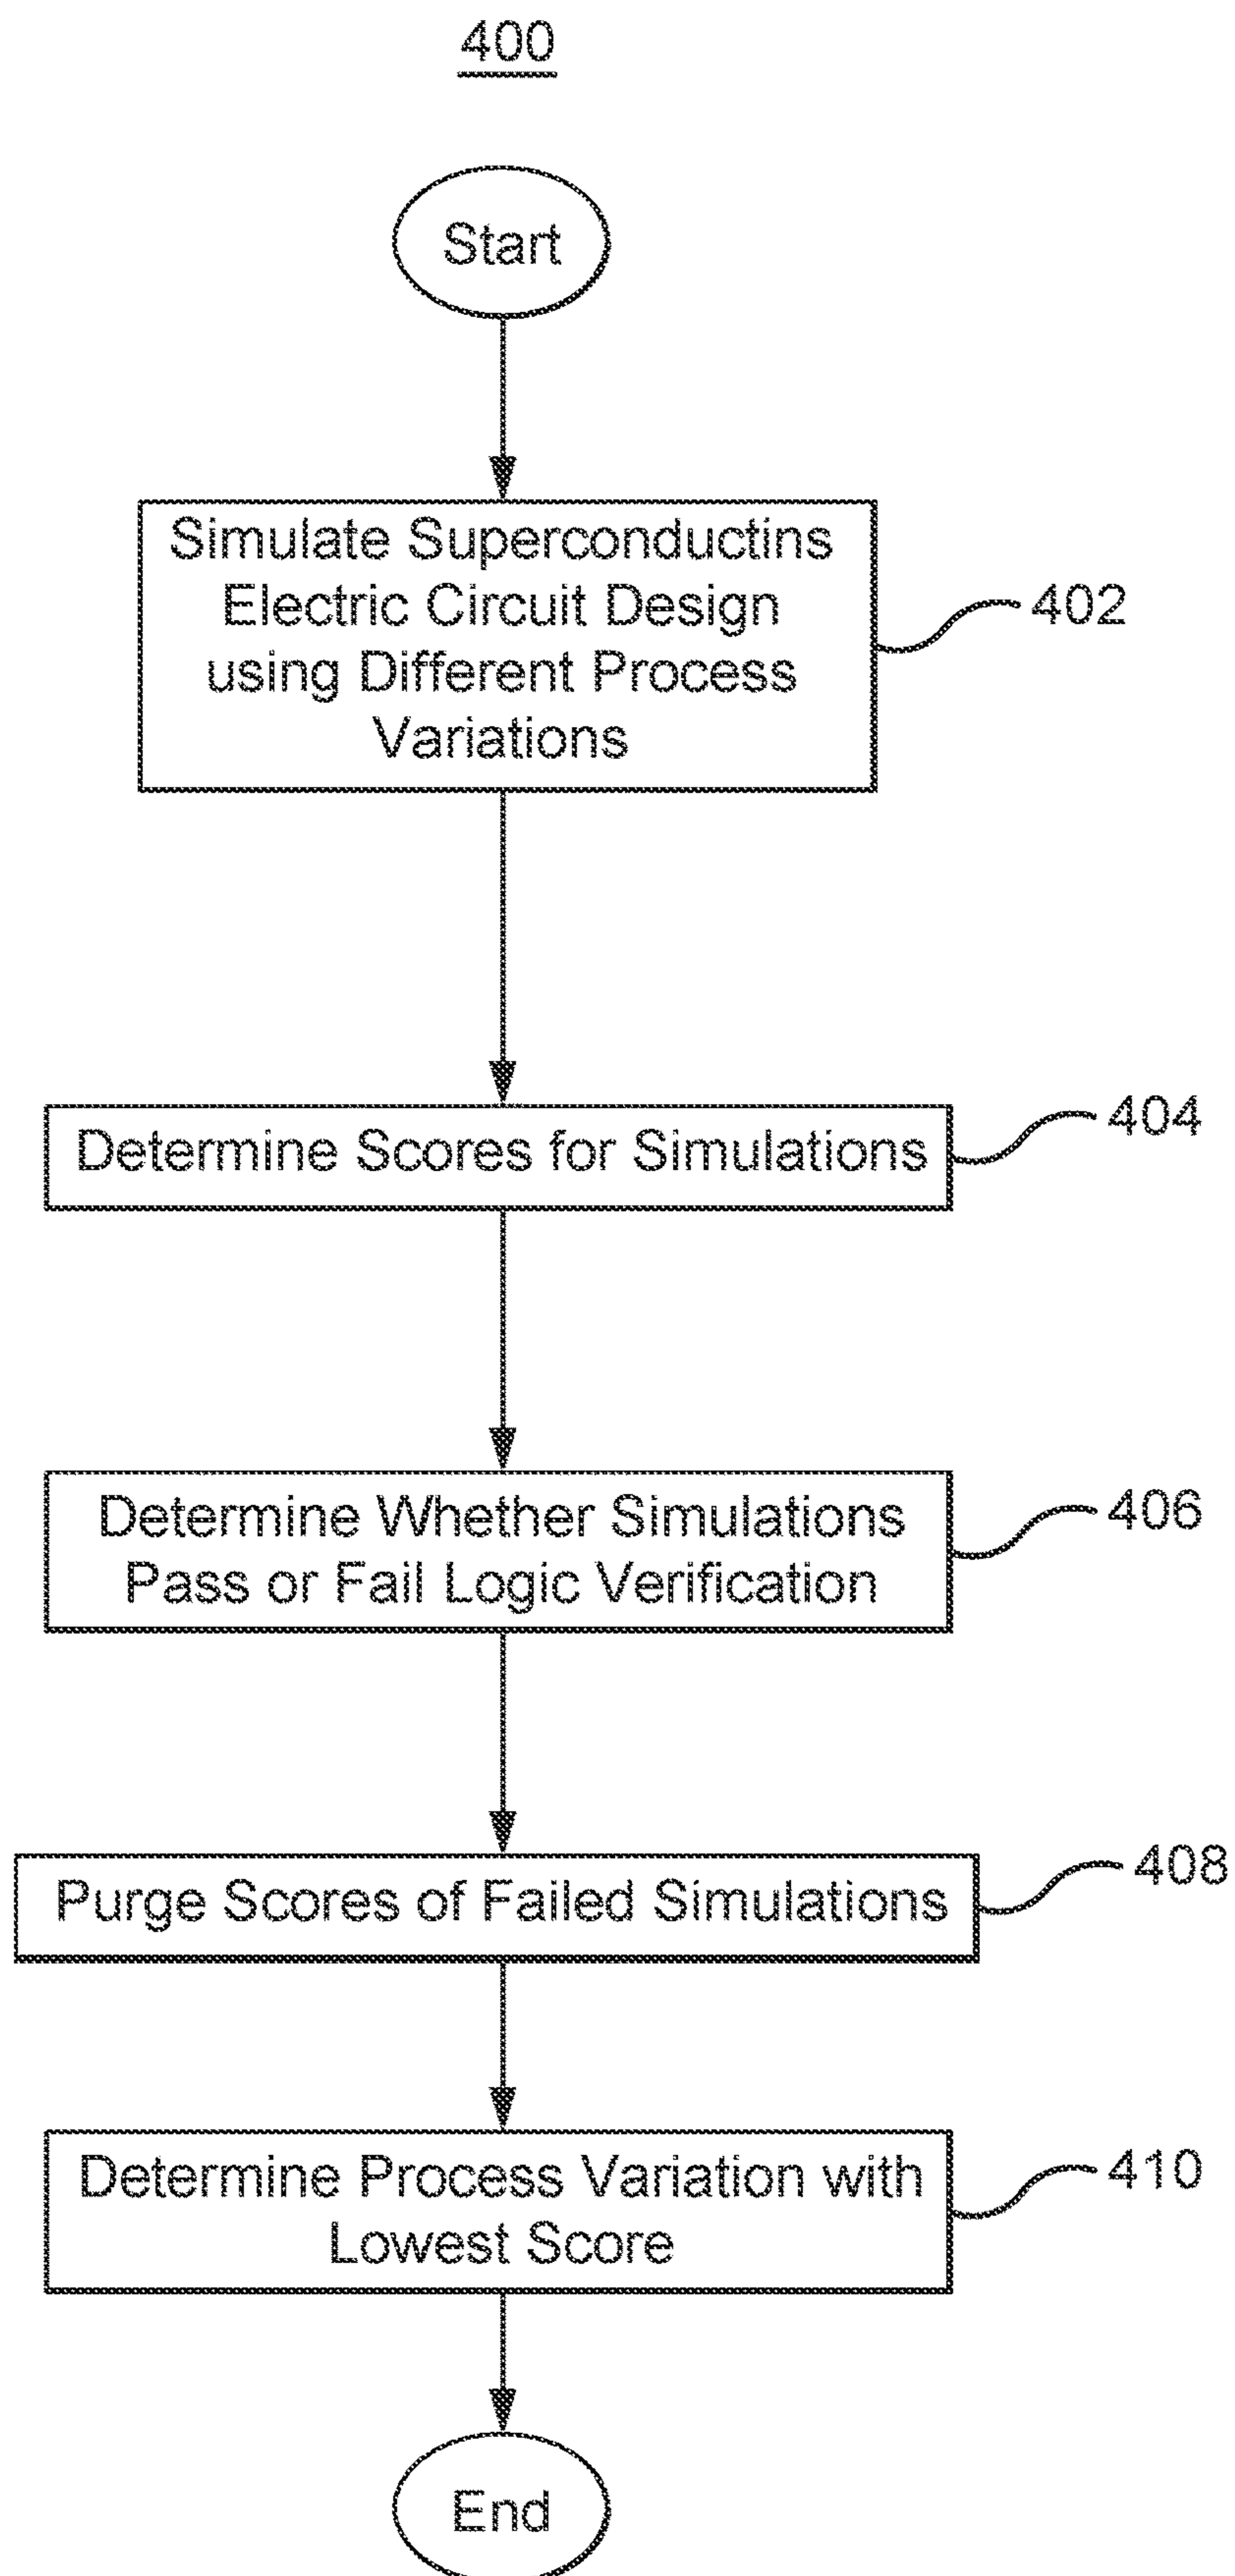 400
Start
Simulate Superconductins
Electric Circuit Design
using Different Process
Variations
402
Determine Scores for Simulations
404
Determine Whether Simulations
Pass or Fail Logic Verification
406
Purge Scores of Failed Simulations
408
Determine Process Variation with
Lowest Score
410
End